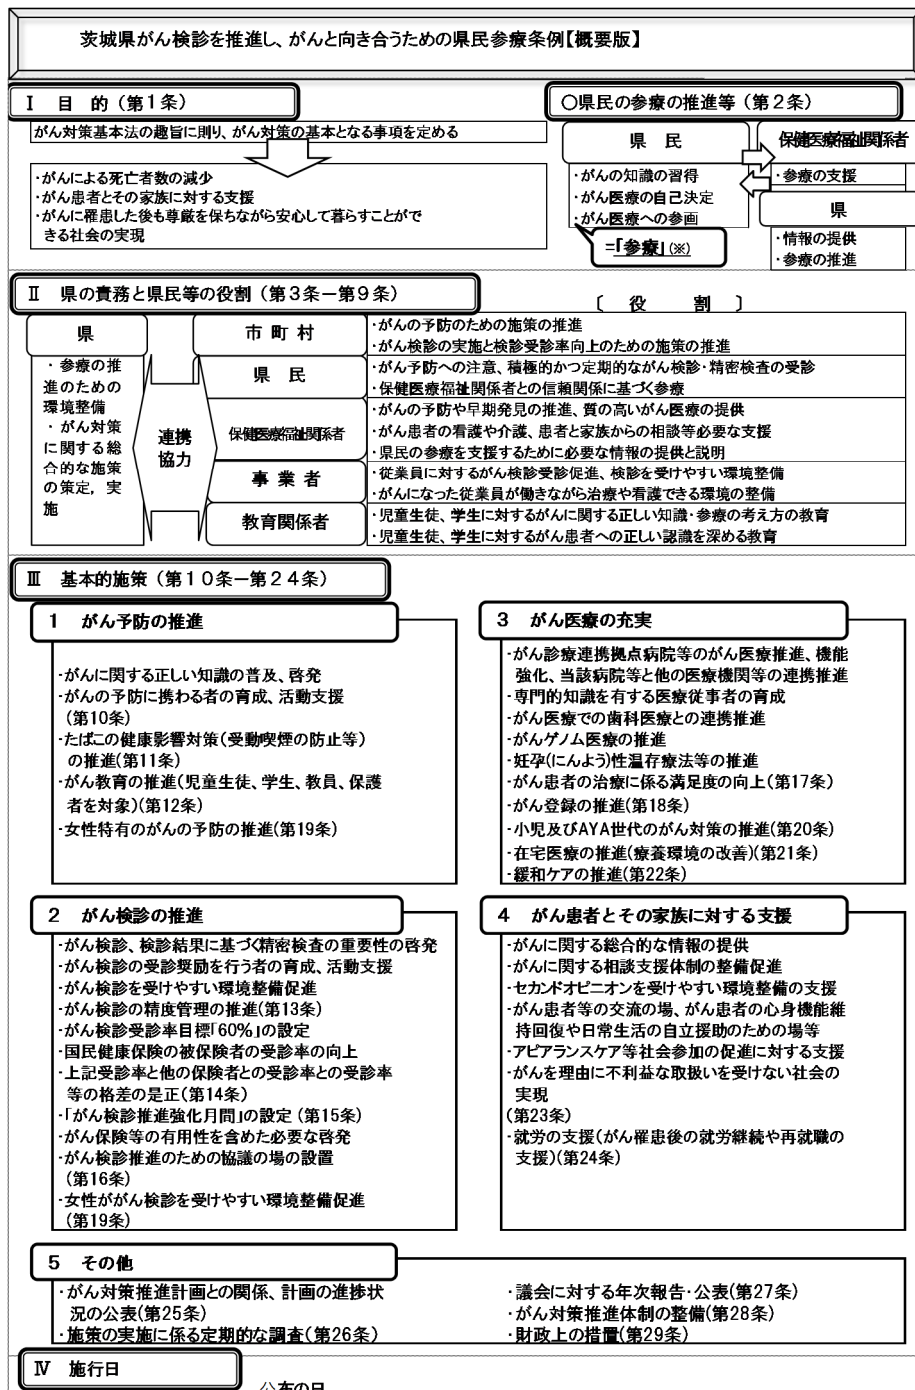 茨城県がん検診を推進し、がんと向き合うための県民参療条例【概要版】
Ⅰ 目 的（第１条）
がん対策基本法の趣旨に則り、がん対策の基本となる事項を定める
・がんによる死亡者数の減少
・がん患者とその家族に対する支援
・がんに罹患した後も尊厳を保ちながら安心して暮らすことがで
きる社会の実現
○県民の参療の推進等（第２条）
県 民
・がんの知識の習得
・がん医療の自己決定
・がん医療への参画
=「参療」(※)
保健医療福祉関係者
・参療の支援
県
・情報の提供
・参療の推進
Ⅱ 県の責務と県民等の役割（第３条－第９条）
〔 役 割 〕
県
・参療の推
進のための
環境整備
・がん対策
に関する総
合的な施策
の策定，実
施
連携
協力
市 町 村
・がんの予防のための施策の推進
・がん検診の実施と検診受診率向上のための施策の推進
県 民
・がん予防への注意、積極的かつ定期的ながん検診・精密検査の受診
・保健医療福祉関係者との信頼関係に基づく参療
保健医療福祉関係者
・がんの予防や早期発見の推進、質の高いがん医療の提供
・がん患者の看護や介護、患者と家族からの相談等必要な支援
・県民の参療を支援するために必要な情報の提供と説明
事 業 者
・従業員に対するがん検診受診促進、検診を受けやすい環境整備
・がんになった従業員が働きながら治療や看護できる環境の整備
教育関係者
・児童生徒、学生に対するがんに関する正しい知識・参療の考え方の教育
・児童生徒、学生に対するがん患者への正しい認識を深める教育
Ⅲ 基本的施策（第１０条－第２４条）
１ がん予防の推進
・がんに関する正しい知識の普及、啓発
・がんの予防に携わる者の育成、活動支援
(第10条)
・たばこの健康影響対策（受動喫煙の防止等）
の推進(第11条)
・がん教育の推進(児童生徒、学生、教員、保護
者を対象)(第12条)
・女性特有のがんの予防の推進(第19条)
２ がん検診の推進
・がん検診、検診結果に基づく精密検査の重要性の啓発
・がん検診の受診奨励を行う者の育成、活動支援
・がん検診を受けやすい環境整備促進
・がん検診の精度管理の推進(第13条)
・がん検診受診率目標「60%」の設定
・国民健康保険の被保険者の受診率の向上
・上記受診率と他の保険者との受診率との受診率
等の格差の是正(第14条)
・「がん検診推進強化月間」の設定 (第15条)
・がん保険等の有用性を含めた必要な啓発
・がん検診推進のための協議の場の設置
(第16条)
・女性ががん検診を受けやすい環境整備促進
(第19条)
３ がん医療の充実
・がん診療連携拠点病院等のがん医療推進、機能
強化、当該病院等と他の医療機関等の連携推進
・専門的知識を有する医療従事者の育成
・がん医療での歯科医療との連携推進
・がんゲノム医療の推進
・妊孕(にんよう)性温存療法等の推進
・がん患者の治療に係る満足度の向上(第17条)
・がん登録の推進(第18条)
・小児及びAYA世代のがん対策の推進(第20条)
・在宅医療の推進(療養環境の改善)(第21条)
・緩和ケアの推進(第22条)
４ がん患者とその家族に対する支援
・がんに関する総合的な情報の提供
・がんに関する相談支援体制の整備促進
・セカンドオピニオンを受けやすい環境整備の支援
・がん患者等の交流の場、がん患者の心身機能維
持回復や日常生活の自立援助のための場等
・アピアランスケア等社会参加の促進に対する支援
・がんを理由に不利益な取扱いを受けない社会の
実現
(第23条)
・就労の支援(がん罹患後の就労継続や再就職の
支援)(第24条)
５ その他
・がん対策推進計画との関係、計画の進捗状
況の公表(第25条)
・施策の実施に係る定期的な調査(第26条)
・議会に対する年次報告・公表(第27条)
・がん対策推進体制の整備(第28条)
・財政上の措置(第29条)
Ⅳ 施行日
公布の日